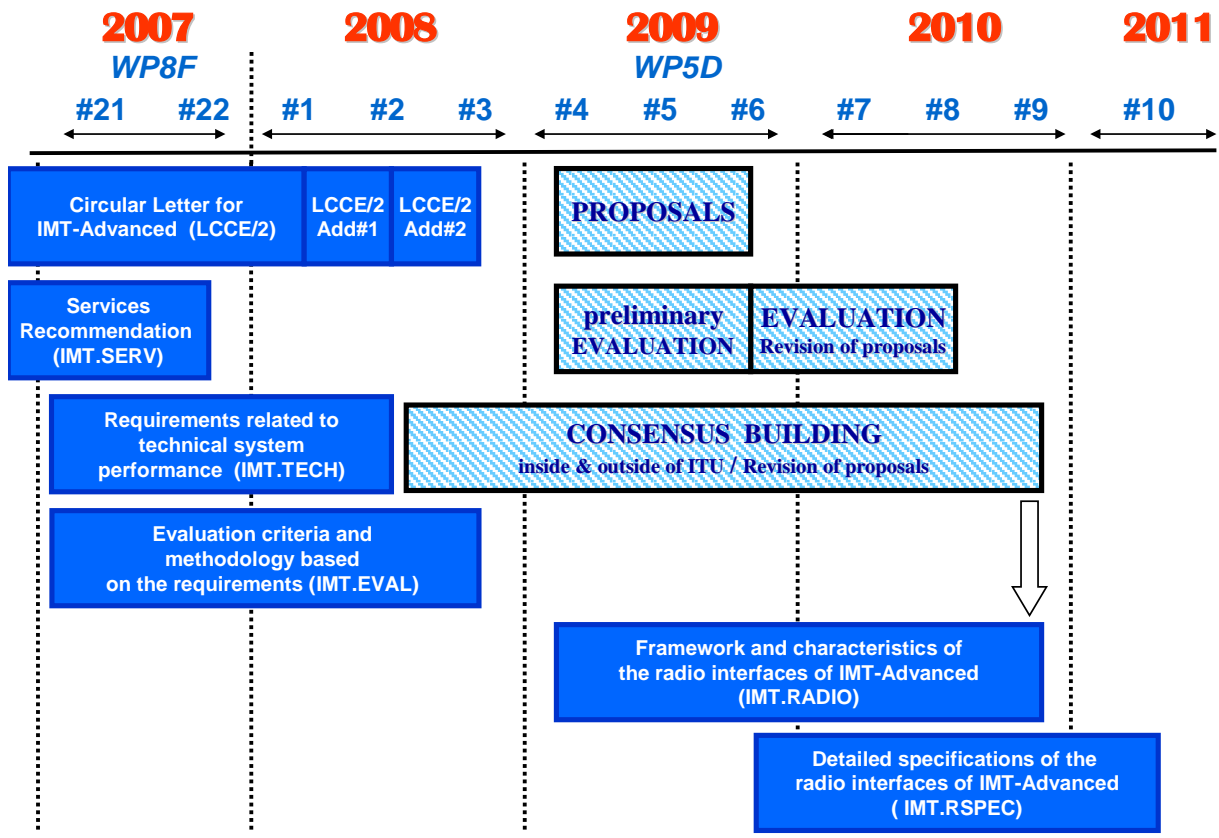 2007 2008 2009 2010 2011
WP8F WP5D
#21 #22 #1 #2 #3 #4 #5 #6 #7 #8 #9 #10
Circular Letter for
IMT-Advanced (LCCE/2)
LCCE/2
Add#1
LCCE/2
Add#2
PROPOSALS
Services
Recommendation
(IMT.SERV)
preliminary
EVALUATION
EVALUATION
Revision of proposals
Requirements related to
technical system
performance (IMT.TECH)
CONSENSUS BUILDING
inside & outside of ITU / Revision of proposals
Evaluation criteria and
methodology based
on the requirements (IMT.EVAL)
Framework and characteristics of
the radio interfaces of IMT-Advanced
(IMT.RADIO)
Detailed specifications of the
radio interfaces of IMT-Advanced
( IMT.RSPEC)